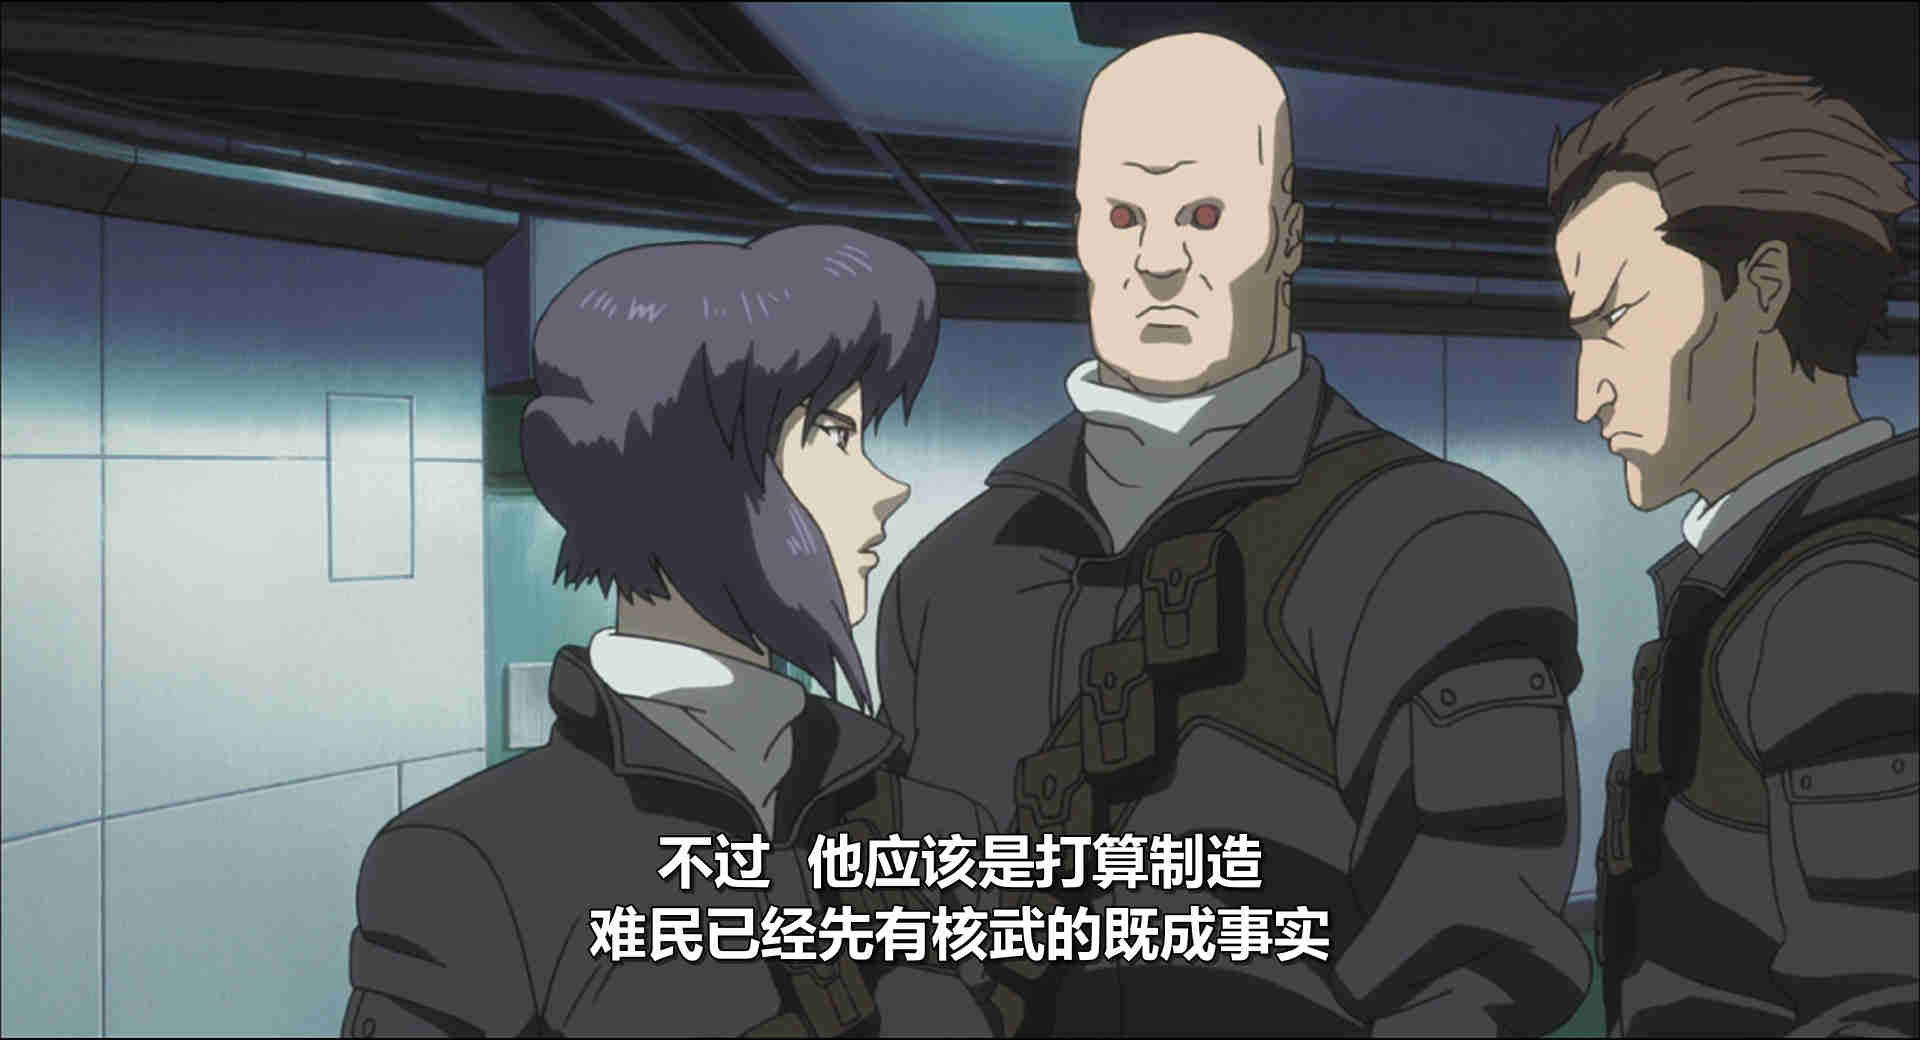 不过 他应该是打算制造
难民已经先有核武的既成事实